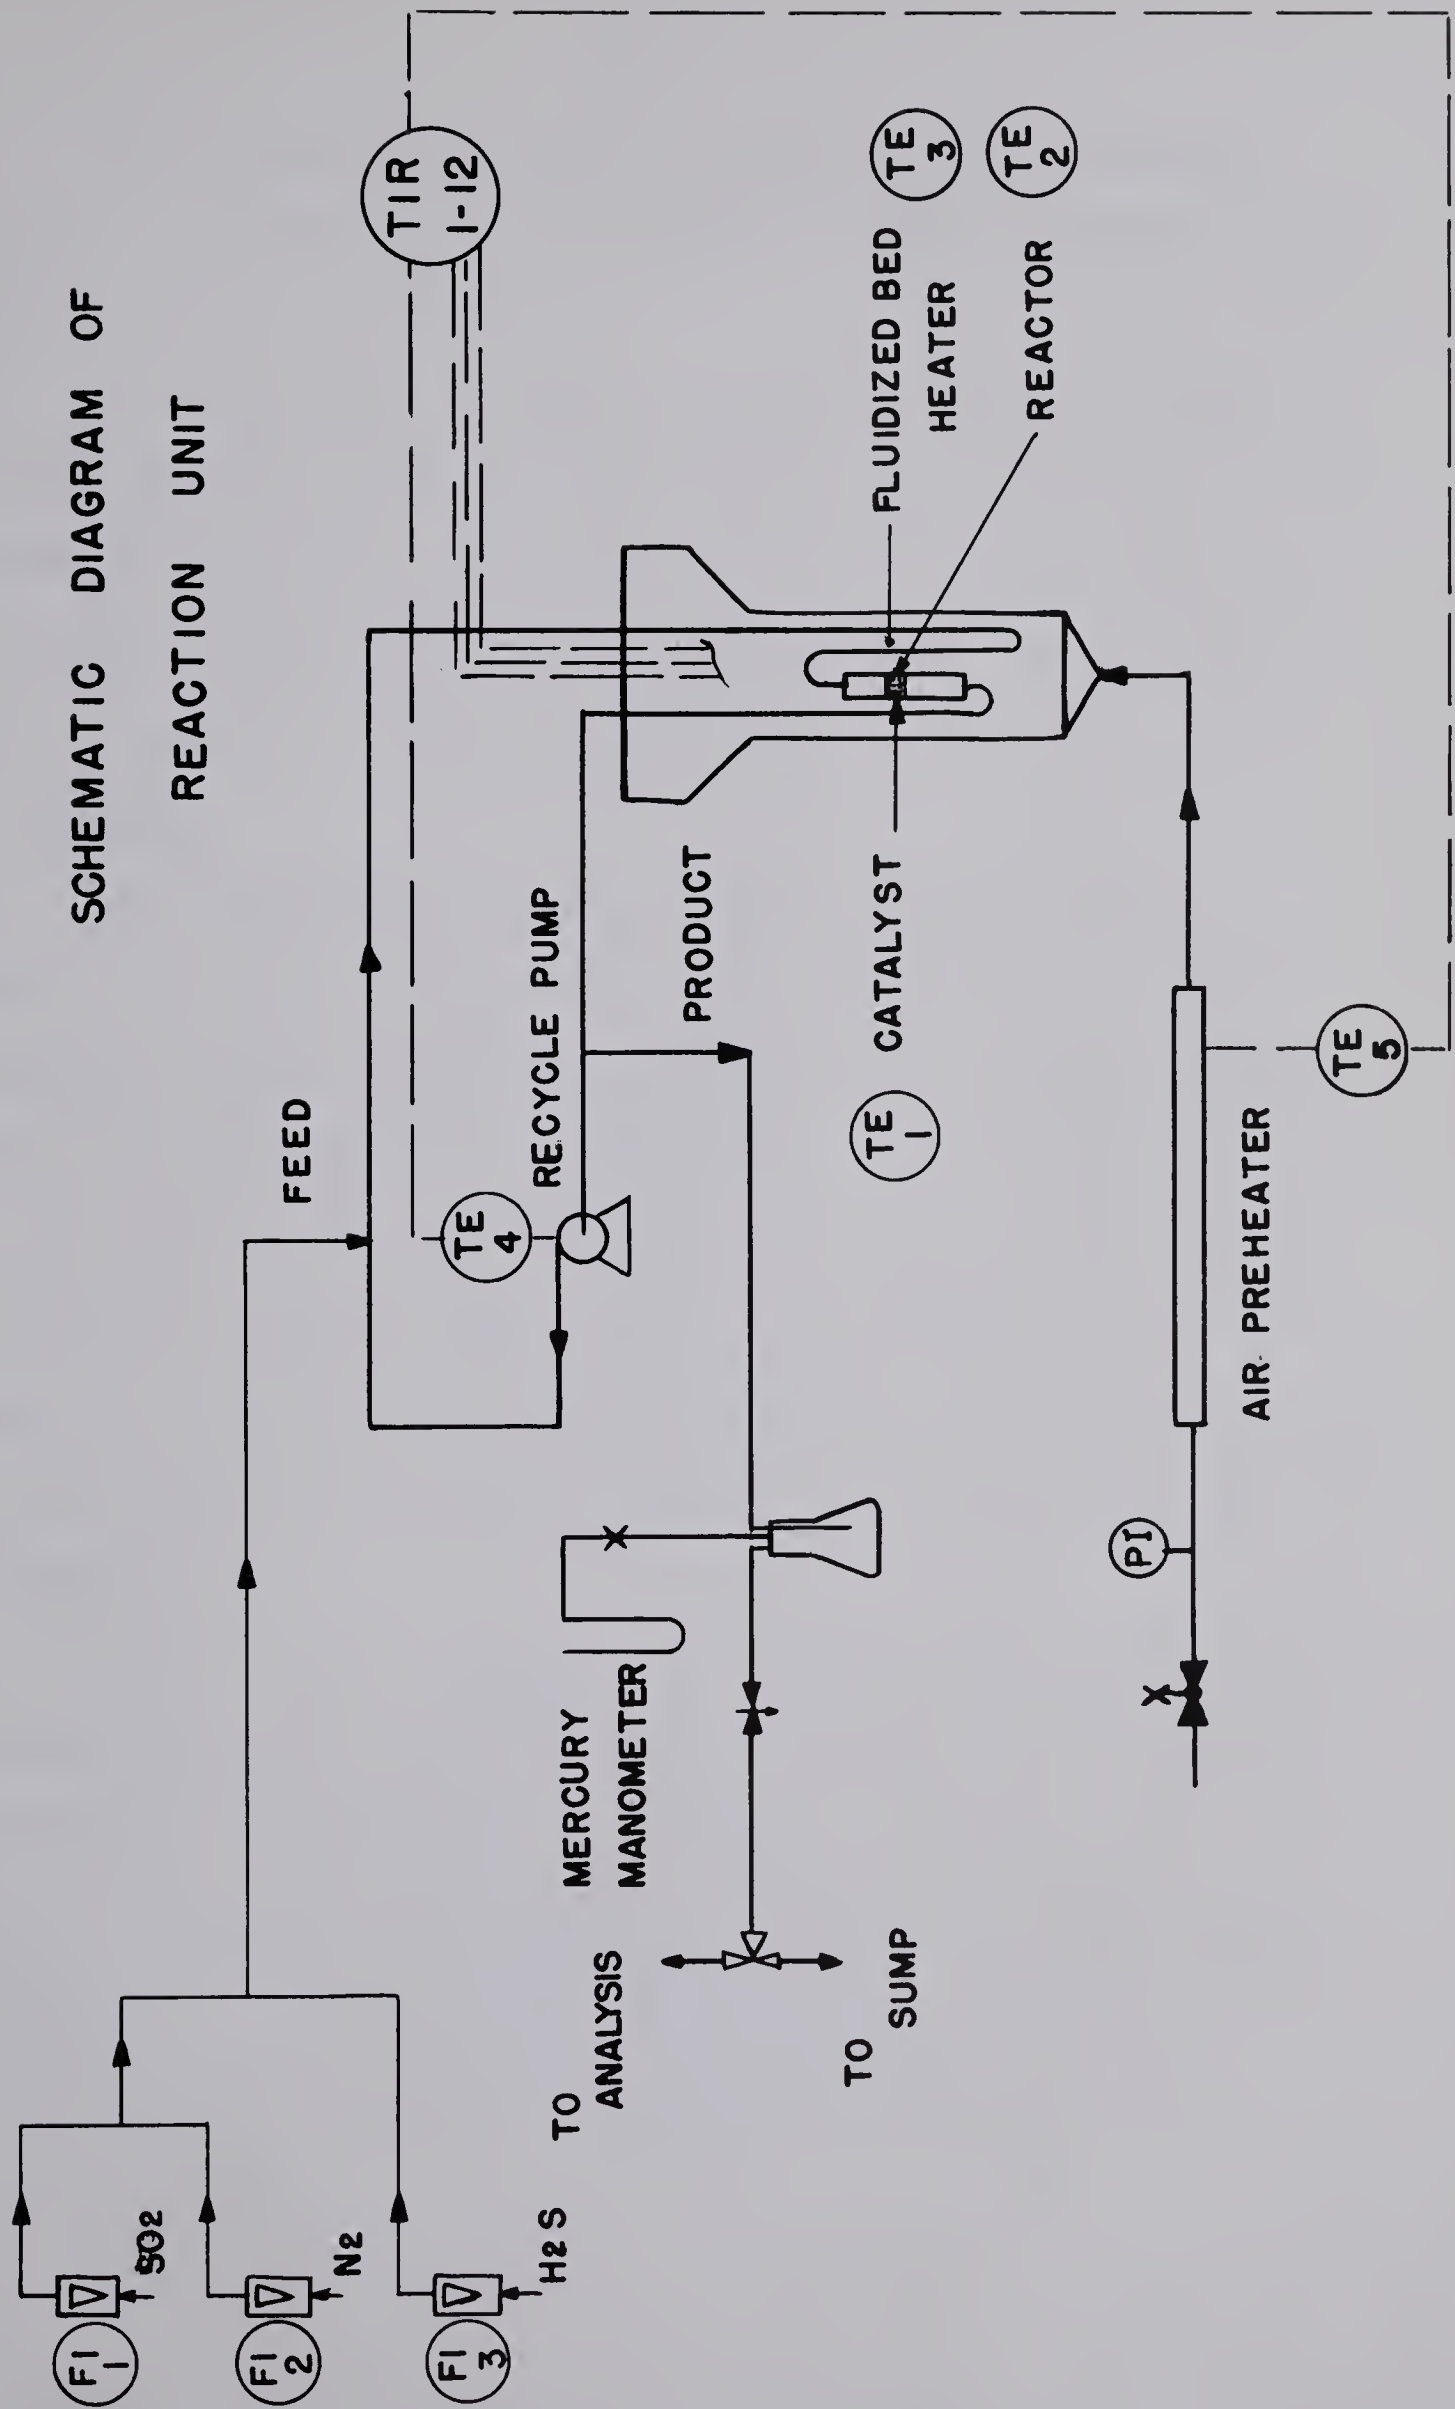 SCHEMATIC DIAGRAM OF
REACTION UNIT
FI
1
SO2
FI
2
N2
FI
3
H2S
FEED
TIR
1-12
TE
4
RECYCLE PUMP
MERCURY
MANOMETER
TO
ANALYSIS
TO
SUMP
PRODUCT
TE
1
CATALYST
FLUIDIZED BED
HEATER
TE
3
REACTOR
TE
2
PI
AIR PREHEATER
TE
5